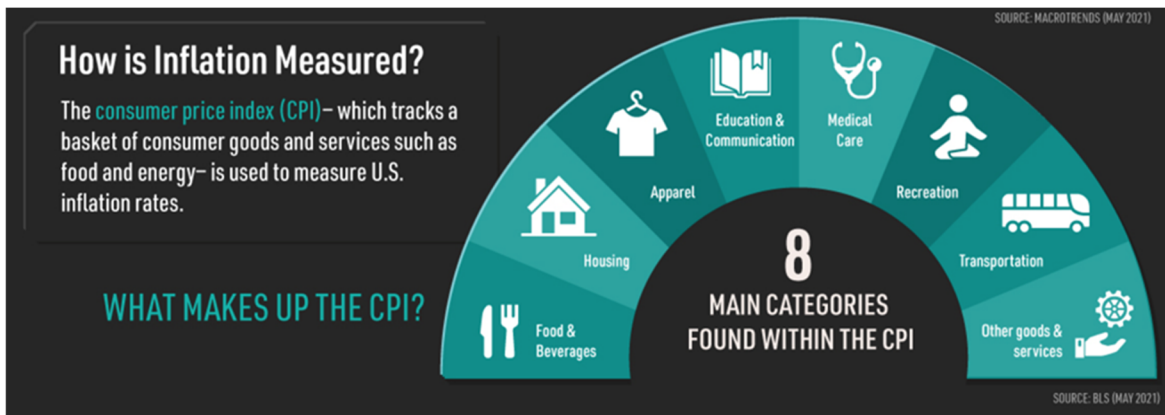 SOURCE: MACROTRENDS (MAY 2021)
How is Inflation Measured?
The consumer price index (CPI)– which tracks a
basket of consumer goods and services such as
food and energy– is used to measure U.S.
inflation rates.
WHAT MAKES UP THE CPI?
Food &
Beverages
Housing
Apparel
Education &
Communication
Medical
Care
Recreation
Transportation
Other goods &
services
8
MAIN CATEGORIES
FOUND WITHIN THE CPI
SOURCE: BLS (MAY 2021)